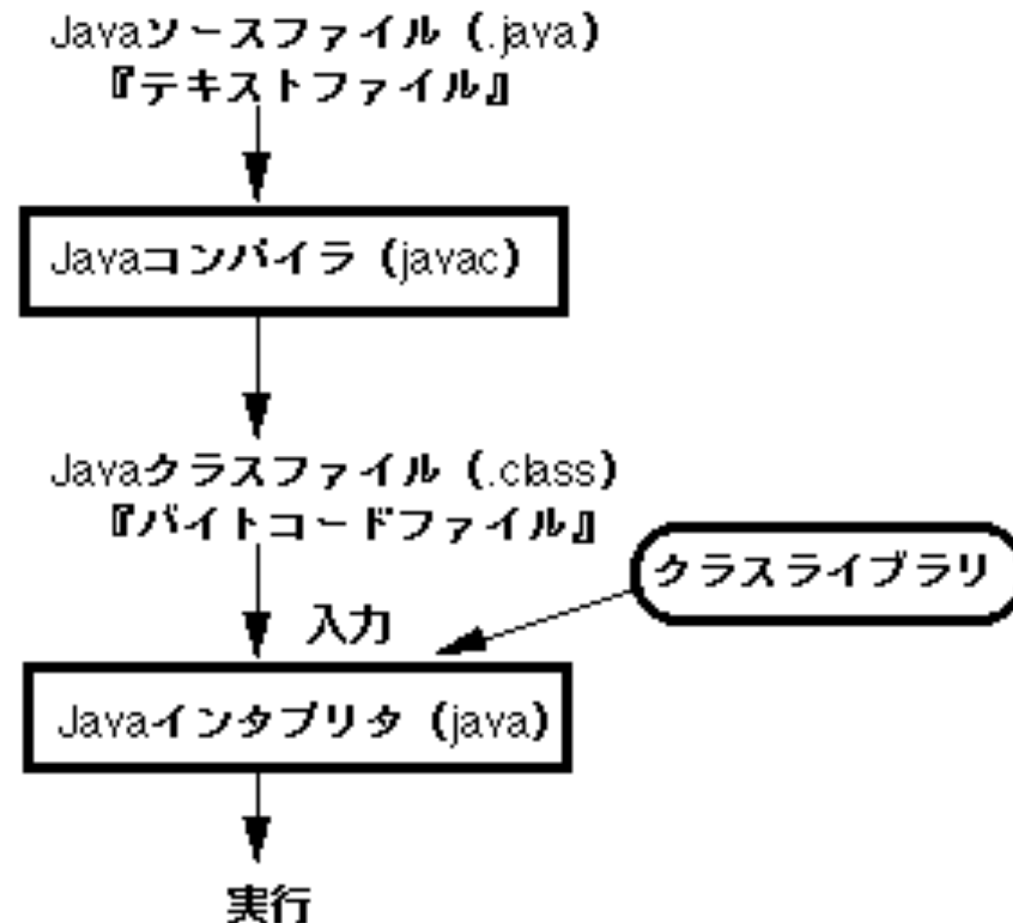 Javaソースファイル（.java）
『テキストファイル』
Javaコンパイラ（javac）
Javaクラスファイル（.class）
『バイトコードファイル』
クラスライブラリ
入力
Javaインタプリタ（java）
実行